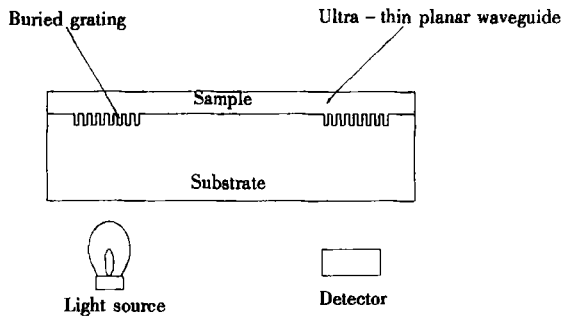 Buried grating
Ultra - thin planar waveguide
Sample
Substrate
Light source
Detector